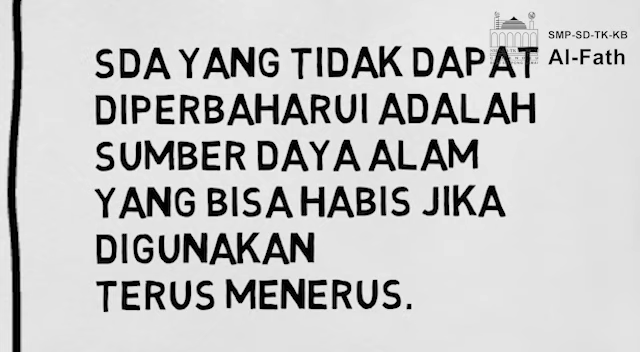 SMP-SD-TK-KB
Al-Fath
SDA YANG TIDAK DAPAT
DIPERBAHARUI ADALAH
SUMBER DAYA ALAM
YANG BISA HABIS JIKA
DIGUNAKAN
TERUS MENERUS.